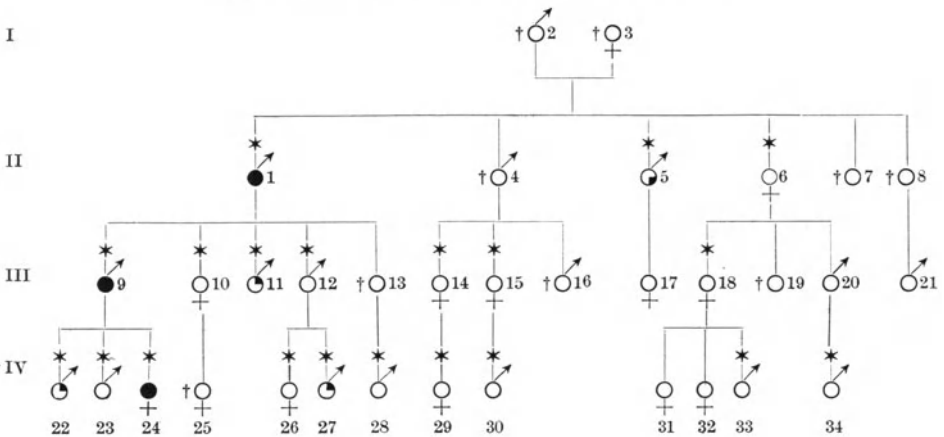 I † 2 † 3
II 1 † 4 5 6 † 7 † 8
III 9 10 11 12 † 13 14 15 † 16 17 18 † 19 20 21
IV
22 23 24 † 25 26 27 28 † 29 30 31 32 33 34